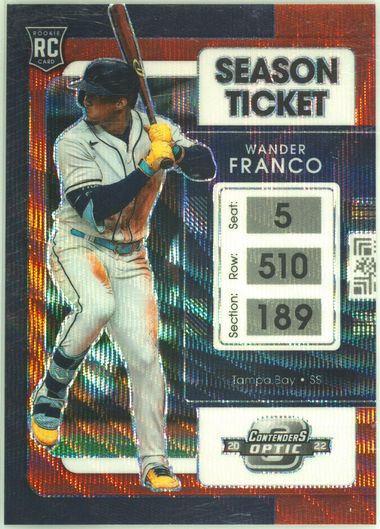 ROOKIE
RC
CARD
SEASON
TICKET
WANDER
FRANCO
Seat: 5
Row: 510
Section: 189
Tampa Bay • SS
20 CONTENDERS 22
OPTIC